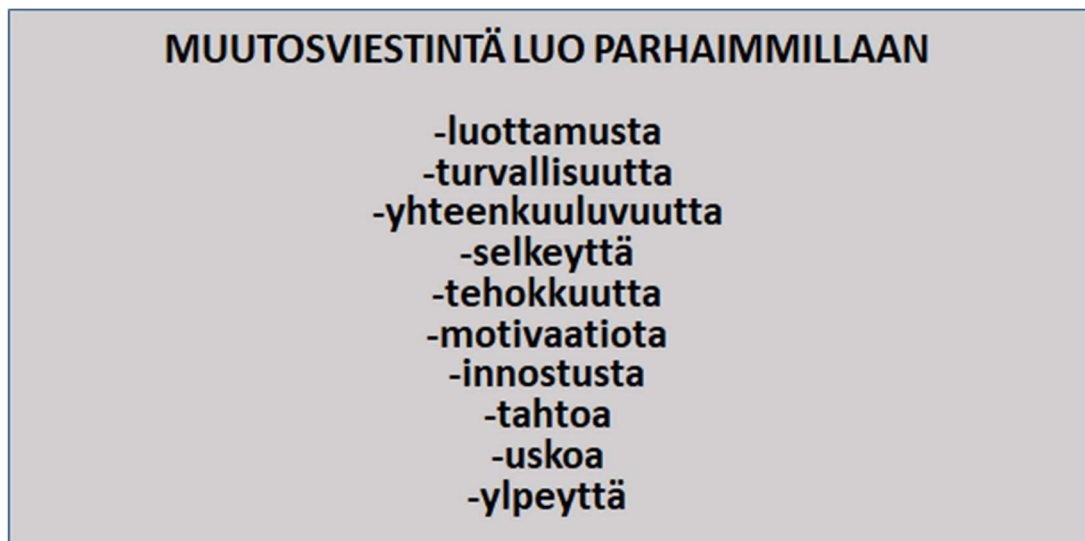 MUUTOSVIESTINTÄ LUO PARHAIMMILLAAN
-luottamusta
-turvallisuutta
-yhteenkuuluvuutta
-selkeyttä
-tehokkuutta
-motivaatiota
-innostusta
-tahtoa
-uskoa
-ylpeyttä